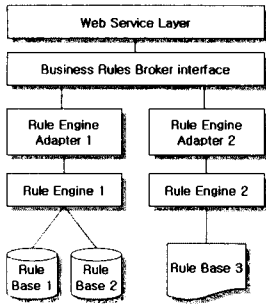 Web Service Layer
Business Rules Broker interface
Rule Engine
Adapter 1
Rule Engine
Adapter 2
Rule Engine 1
Rule Engine 2
Rule
Base 1
Rule
Base 2
Rule Base 3